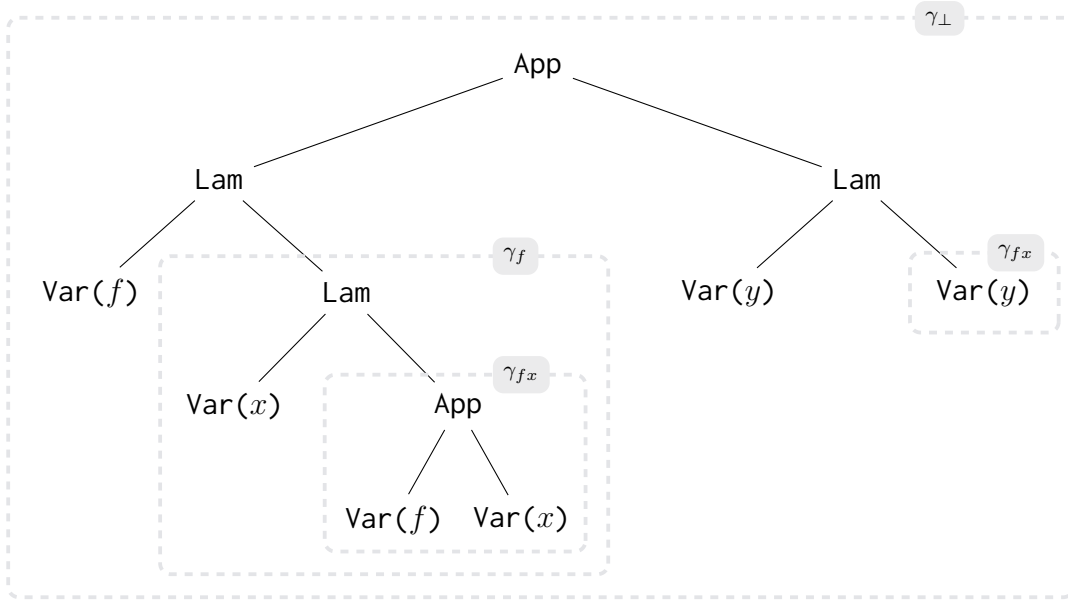 γ⊥
App
Lam Lam
γf γfx
Var(f) Lam Var(y) Var(y)
γfx
Var(x) App
Var(f) Var(x)